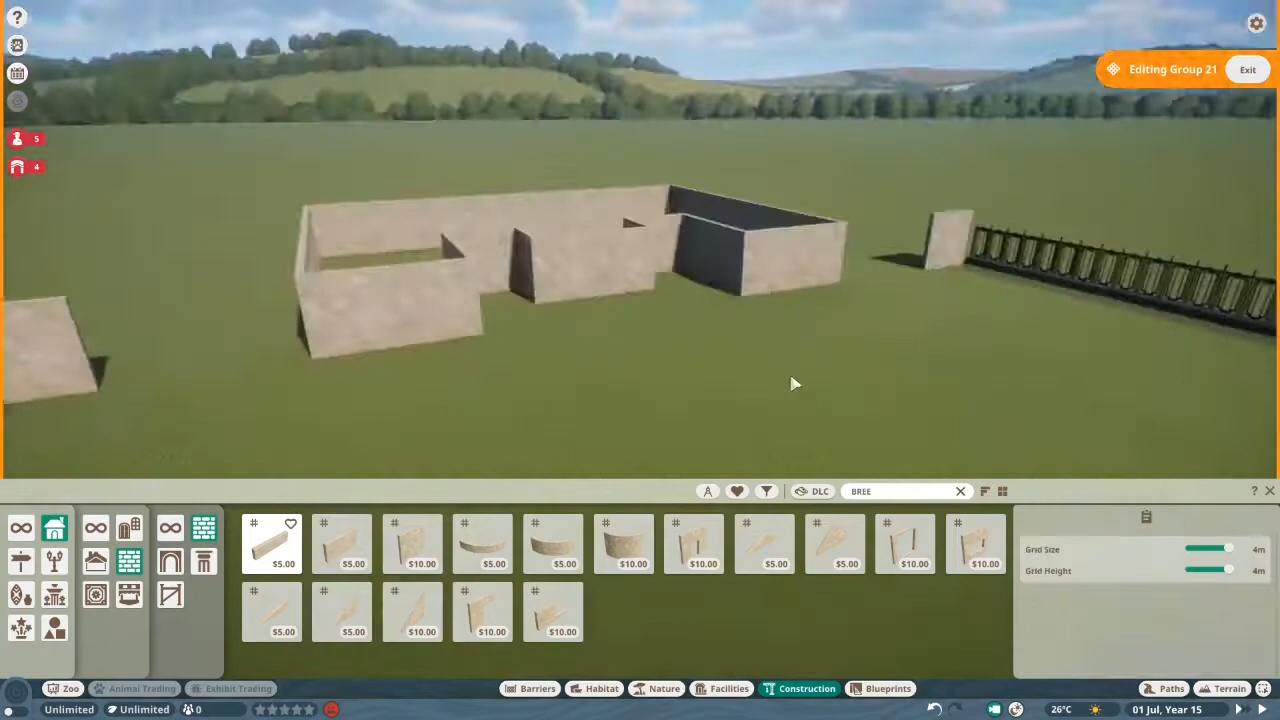 ?
Editing Group 21
Exit
5
4
DLC
BREE
?
$5.00
$5.00
$10.00
$5.00
$5.00
$10.00
$10.00
$5.00
$5.00
$10.00
$10.00
$5.00
$5.00
$10.00
$10.00
$10.00
Grid Size
4m
Grid Height
4m
Zoo
Animal Trading
Exhibit Trading
Barriers
Habitat
Nature
Facilities
Construction
Blueprints
Paths
Terrain
Unlimited
Unlimited
0
26°C
01 Jul, Year 15